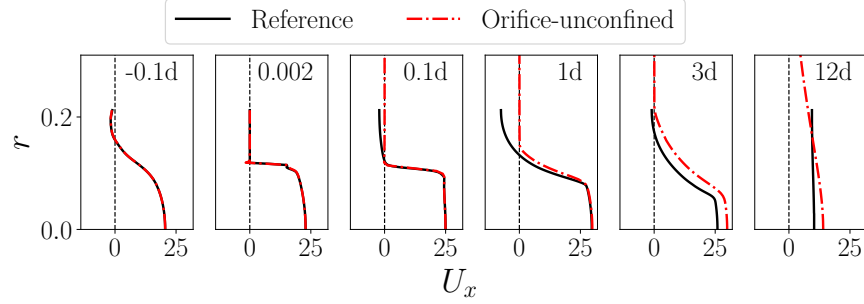 Reference Orifice-unconfined
-0.1d 0.002 0.1d 1d 3d 12d
r
0.2
0.0
0 25 0 25 0 25 0 25 0 25 0 25
U_x